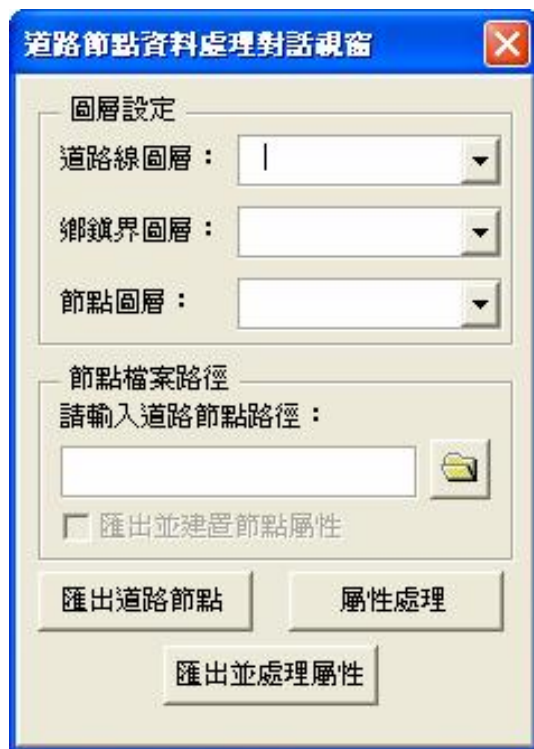 道路節點資料處理對話視窗
圖層設定
道路線圖層：
鄉鎮界圖層：
節點圖層：
節點檔案路徑
請輸入道路節點路徑：
匯出並建置節點屬性
匯出道路節點
屬性處理
匯出並處理屬性